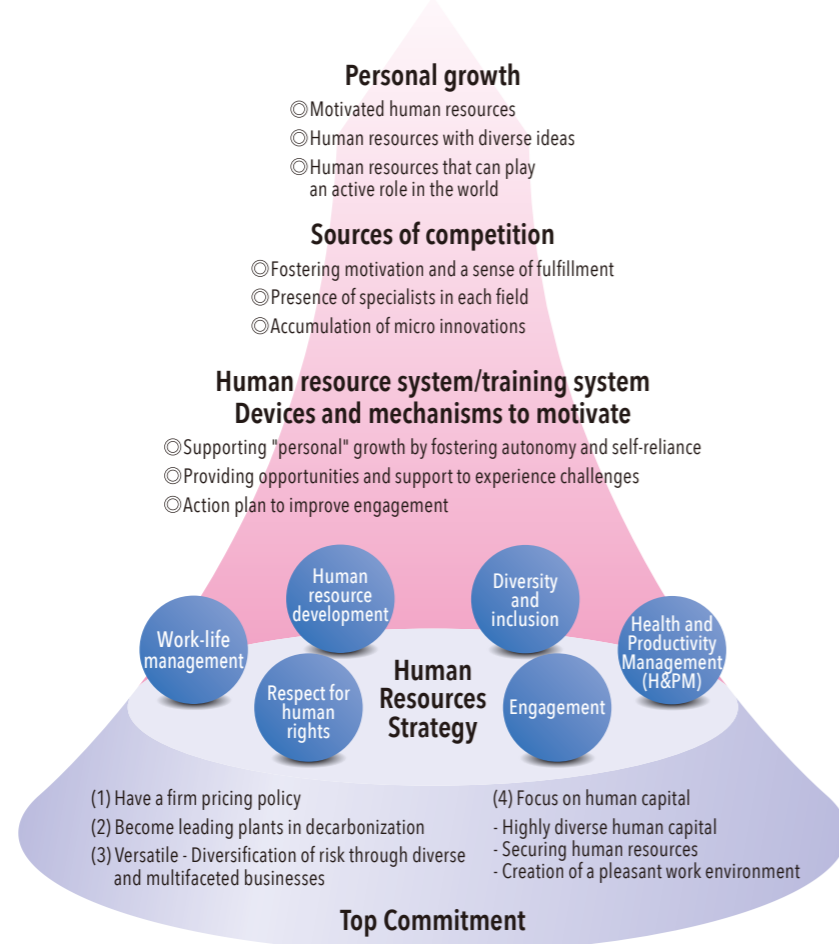 Personal growth
◎Motivated human resources
◎Human resources with diverse ideas
◎Human resources that can play
an active role in the world
Sources of competition
◎Fostering motivation and a sense of fulfillment
◎Presence of specialists in each field
◎Accumulation of micro innovations
Human resource system/training system
Devices and mechanisms to motivate
◎Supporting "personal" growth by fostering autonomy and self-reliance
◎Providing opportunities and support to experience challenges
◎Action plan to improve engagement
Work-life
management
Human
resource
development
Diversity
and
inclusion
Health and
Productivity
Management
(H&PM)
Respect for
human
rights
Human
Resources
Strategy
Engagement
(1) Have a firm pricing policy
(2) Become leading plants in decarbonization
(3) Versatile - Diversification of risk through diverse
and multifaceted businesses
(4) Focus on human capital
- Highly diverse human capital
- Securing human resources
- Creation of a pleasant work environment
Top Commitment